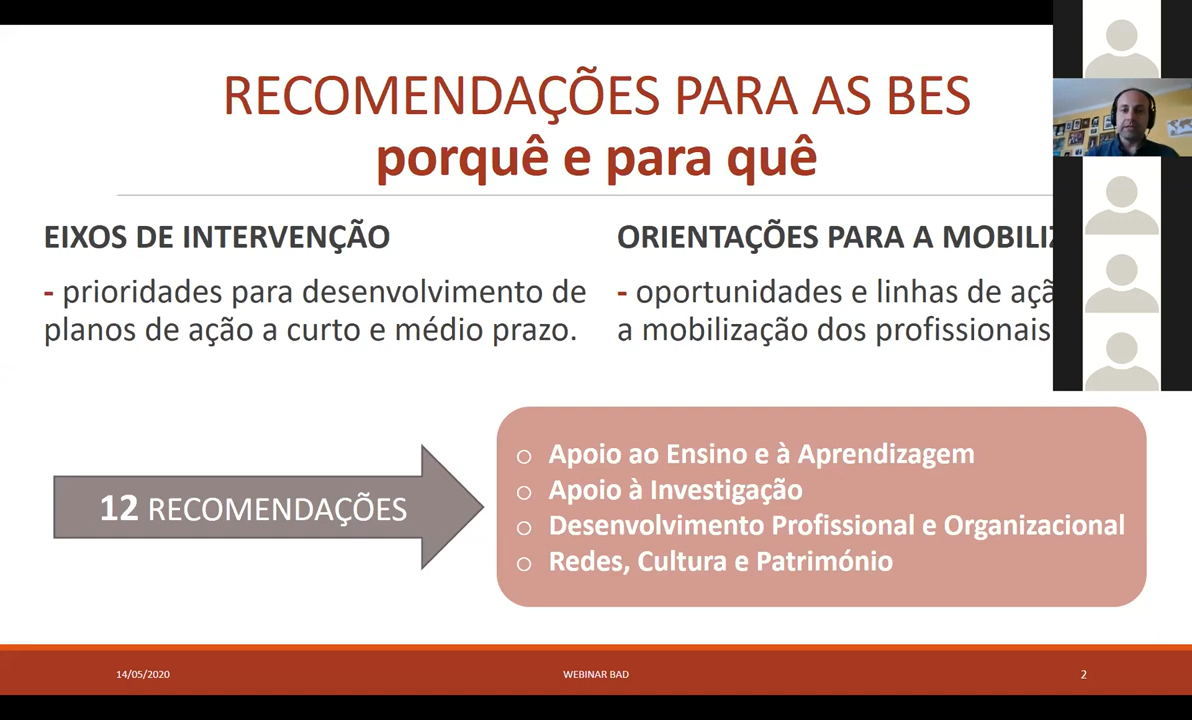 RECOMENDAÇÕES PARA AS BES
porquê e para quê
EIXOS DE INTERVENÇÃO
- prioridades para desenvolvimento de
planos de ação a curto e médio prazo.
ORIENTAÇÕES PARA A
- oportunidades e linhas de
a mobilização dos profissionais
12 RECOMENDAÇÕES
o Apoio ao Ensino e à Aprendizagem
o Apoio à Investigação
o Desenvolvimento Profissional e Organizacional
o Redes, Cultura e Património
14/05/2020
WEBINAR BAD
2